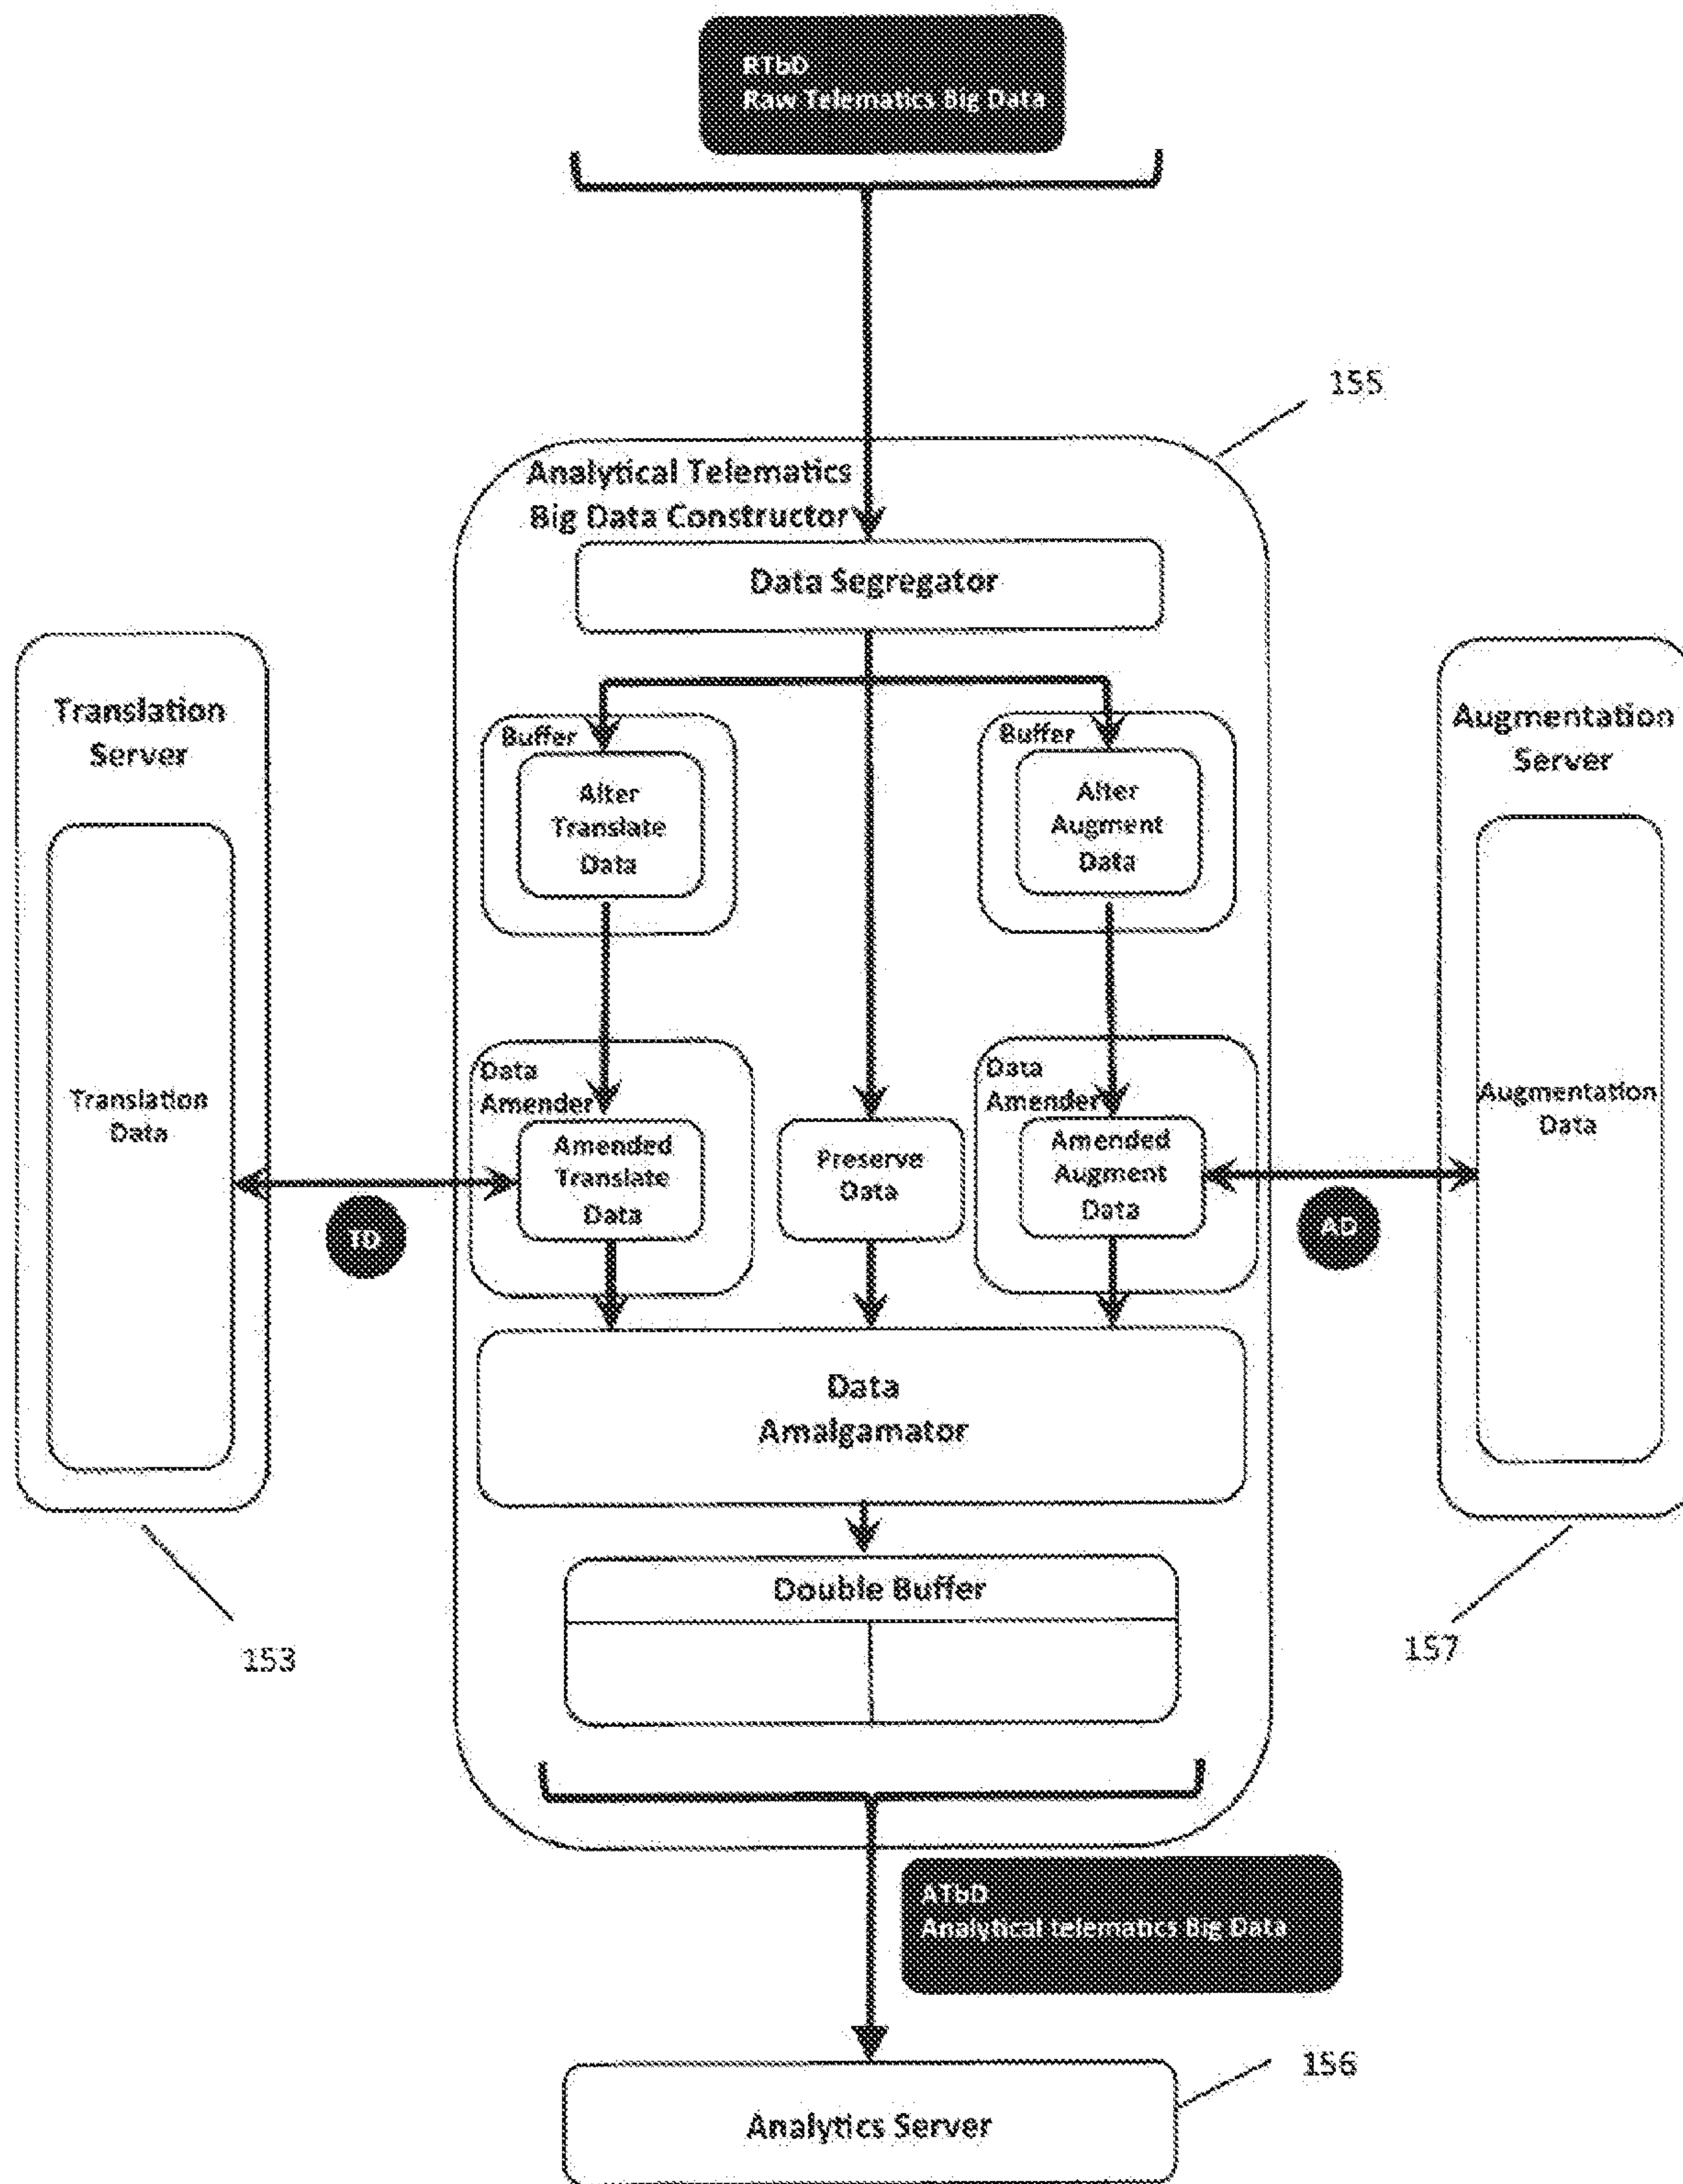 RTbD
Raw Telematics Big Data
155
Analytical Telematics
Big Data Constructor
Data Segregator
Translation
Server
Augmentation
Server
Buffer
Buffer
Alter
Translate
Data
Alter
Augment
Data
Translation
Data
Data
Amender
Amended
Translate
Data
Preserve
Data
Data
Amender
Amended
Augment
Data
Augmentation
Data
TD
AD
Data
Amalgamator
Double Buffer
153
157
ATbD
Analytical telematics Big Data
156
Analytics Server